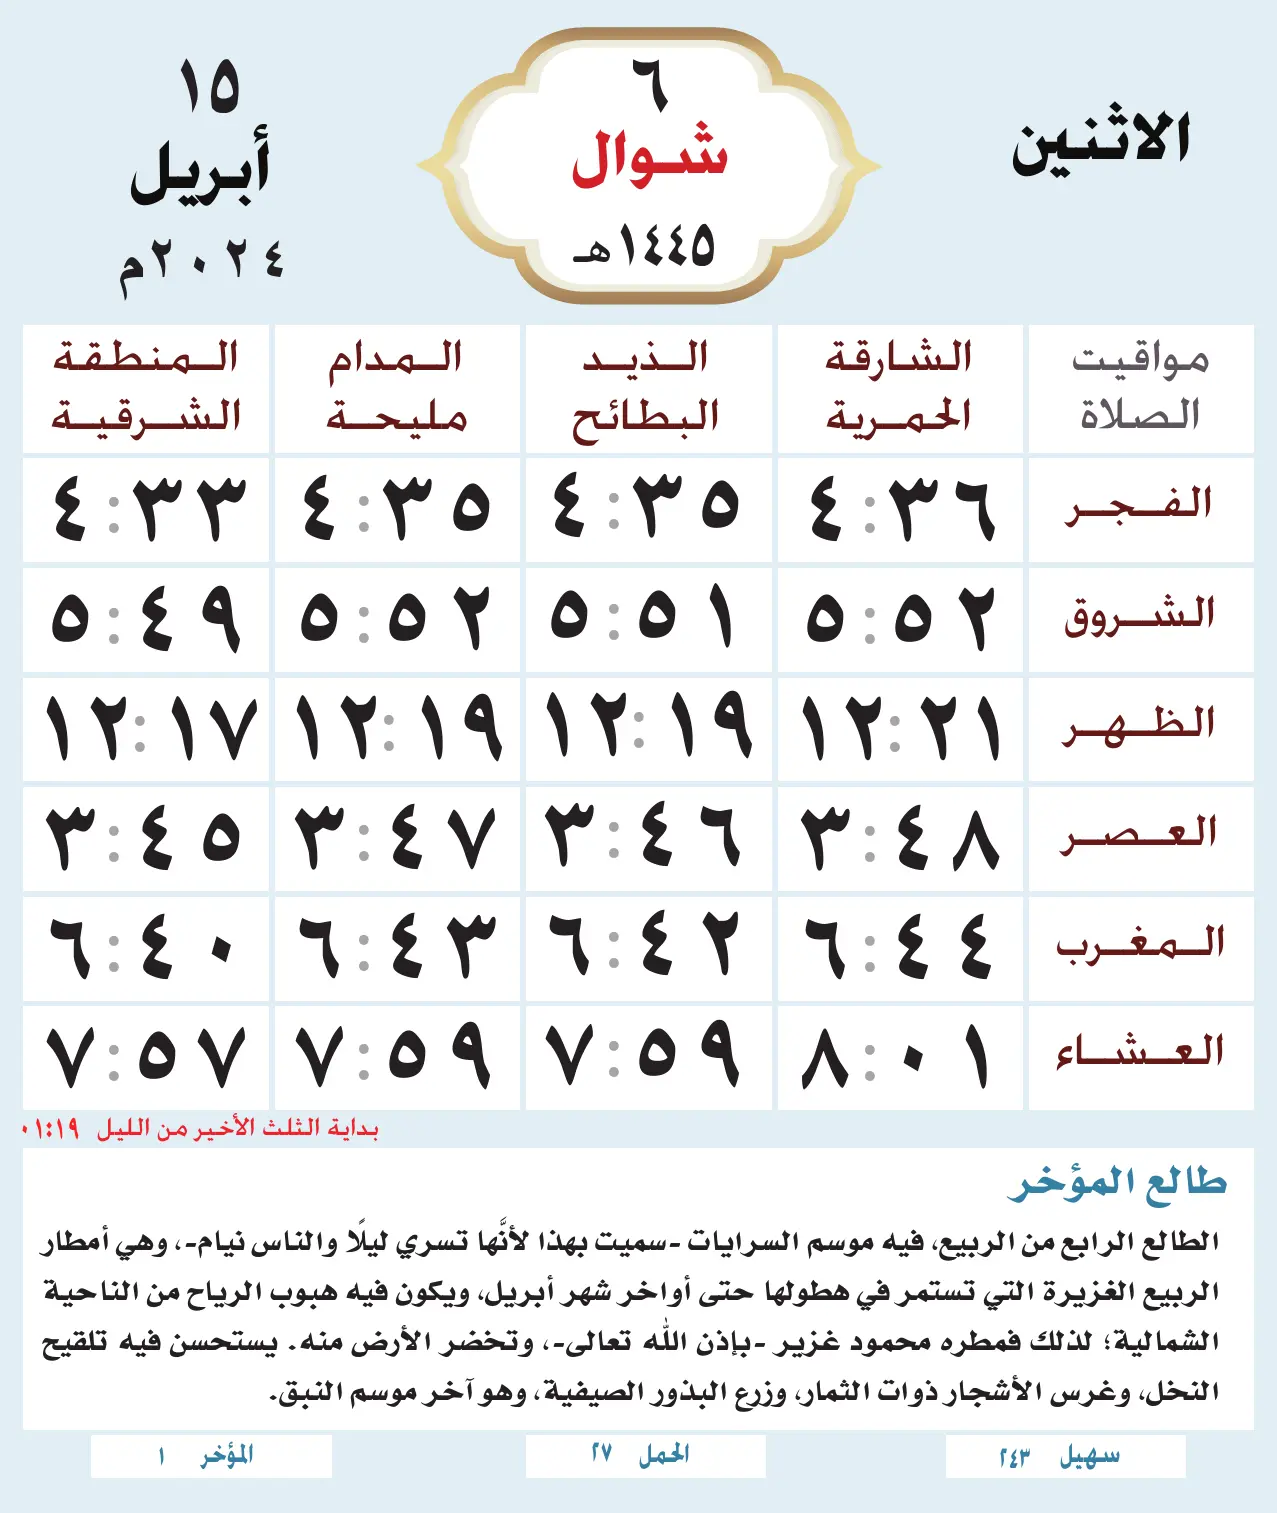 الاثنين
٦
شوال
١٤٤٥هـ
١٥
أبريل
٢٠٢٤م
مواقيت الصلاة
الشارقة الحمرية
الذيد البطائح
المدام مليحة
المنطقة الشرقية
الفجر ٤:٣٦ ٤:٣٥ ٤:٣٥ ٤:٣٣
الشروق ٥:٥٢ ٥:٥١ ٥:٥٢ ٥:٤٩
الظهر ١٢:٢١ ١٢:١٩ ١٢:١٩ ١٢:١٧
العصر ٣:٤٨ ٣:٤٦ ٣:٤٧ ٣:٤٥
المغرب ٦:٤٤ ٦:٤٢ ٦:٤٣ ٦:٤٠
العشاء ٨:٠١ ٧:٥٩ ٧:٥٩ ٧:٥٧
بداية الثلث الأخير من الليل ٠١:١٩
طالع المؤخر
الطالع الرابع من الربيع، فيه موسم السرايات -سميت بهذا لأنَّها تسري ليلًا والناس نيام-، وهي أمطار
الربيع الغزيرة التي تستمر في هطولها حتى أواخر شهر أبريل، ويكون فيه هبوب الرياح من الناحية
الشمالية؛ لذلك فمطره محمود غزير -بإذن الله تعالى-، وتخضر الأرض منه. يستحسن فيه تلقيح
النخل، وغرس الأشجار ذوات الثمار، وزرع البذور الصيفية، وهو آخر موسم النبق.
سهيل ٢٤٣
الحمل ٢٧
المؤخر ١